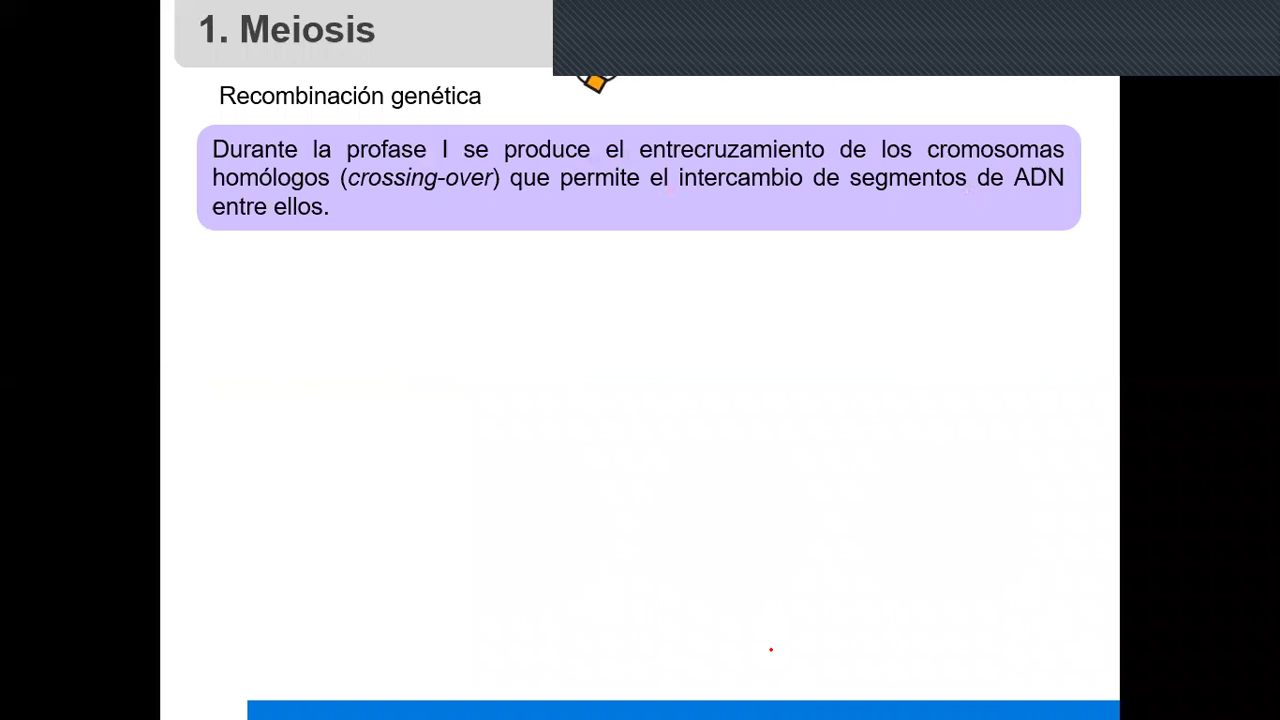 1. Meiosis
Recombinación genética
Durante la profase I se produce el entrecruzamiento de los cromosomas
homólogos (crossing-over) que permite el intercambio de segmentos de ADN
entre ellos.